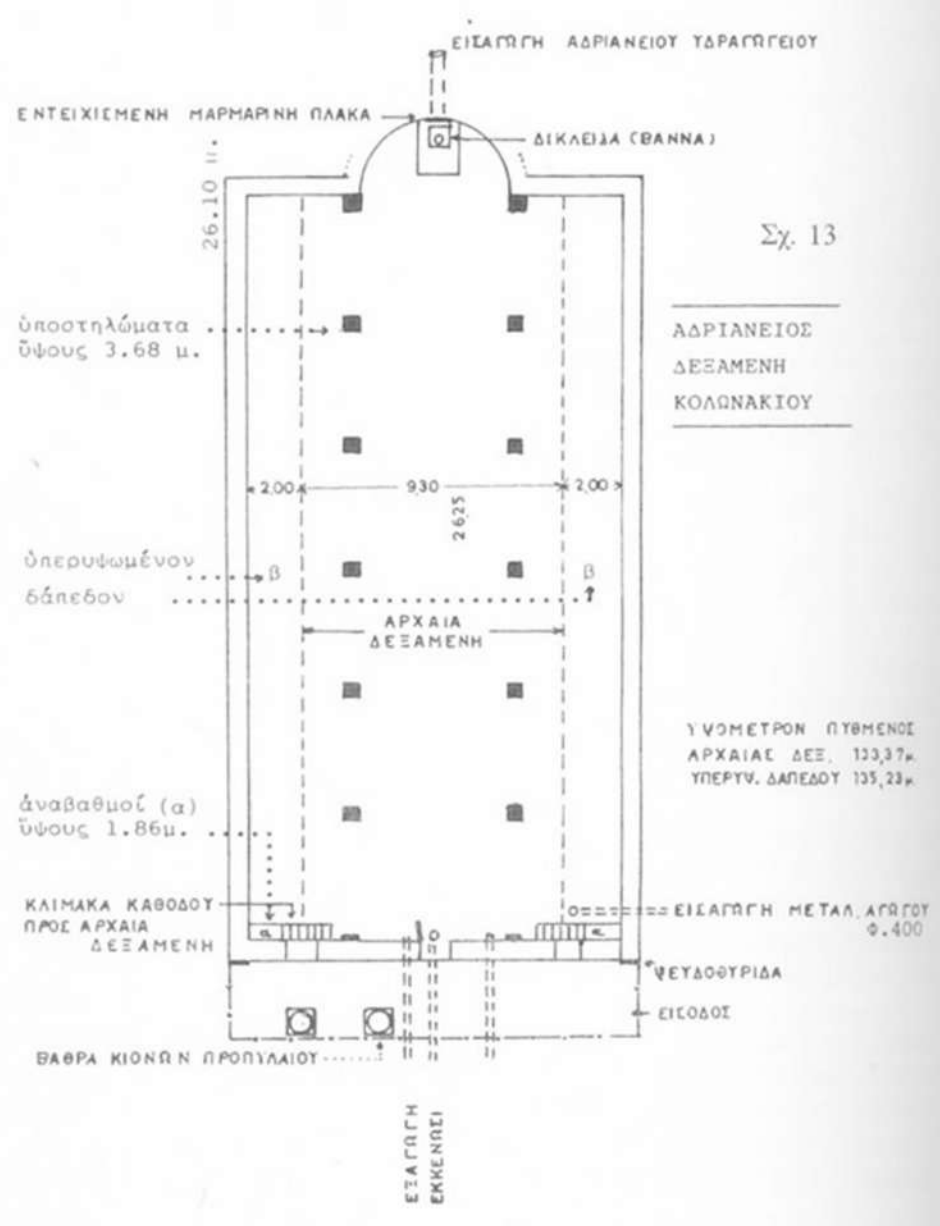 ΕΙΣΑΓΩΓΗ ΑΔΡΙΑΝΕΙΟΥ ΥΔΡΑΓΩΓΕΙΟΥ
ΕΝΤΕΙΧΙΣΜΕΝΗ ΜΑΡΜΑΡΙΝΗ ΠΛΑΚΑ
ΔΙΚΛΕΙΔΑ (ΒΑΝΝΑ)
26.10 μ.
Σχ. 13
ὑποστηλώματα
ὕψους 3.68 μ.
ΑΔΡΙΑΝΕΙΟΣ
ΔΕΞΑΜΕΝΗ
ΚΟΛΩΝΑΚΙΟΥ
2,00 9,30 2,00
26,25
ὑπερυψωμένον
δάπεδον
β β
ΑΡΧΑΙΑ
ΔΕΞΑΜΕΝΗ
ΥΨΟΜΕΤΡΟΝ ΠΥΘΜΕΝΟΣ
ΑΡΧΑΙΑΣ ΔΕΞ. 133,37μ.
ΥΠΕΡΥΨ. ΔΑΠΕΔΟΥ 135,23μ.
ἀναβαθμοί (α)
ὕψους 1.86μ.
ΚΛΙΜΑΚΑ ΚΑΘΟΔΟΥ
ΠΡΟΣ ΑΡΧΑΙΑ
ΔΕΞΑΜΕΝΗ
α α
ΕΙΣΑΓΩΓΗ ΜΕΤΑΛ. ΑΓΩΓΟΥ
Φ.400
ΨΕΥΔΟΘΥΡΙΔΑ
ΕΙΣΟΔΟΣ
ΒΑΘΡΑ ΚΙΟΝΩΝ ΠΡΟΠΥΛΑΙΟΥ
ΕΞΑΓΩΓΗ
ΕΚΚΕΝΩΣΙ